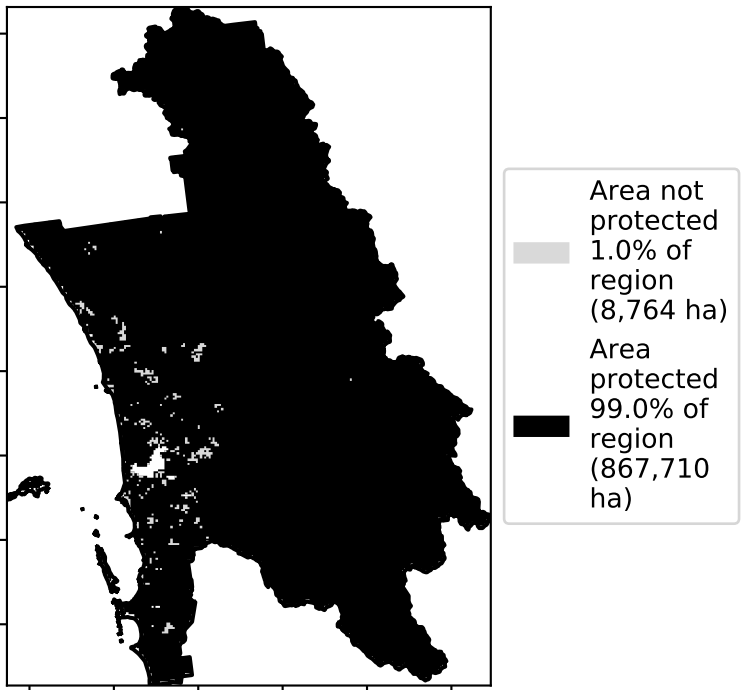 Area not
protected
1.0% of
region
(8,764 ha)
Area
protected
99.0% of
region
(867,710
ha)